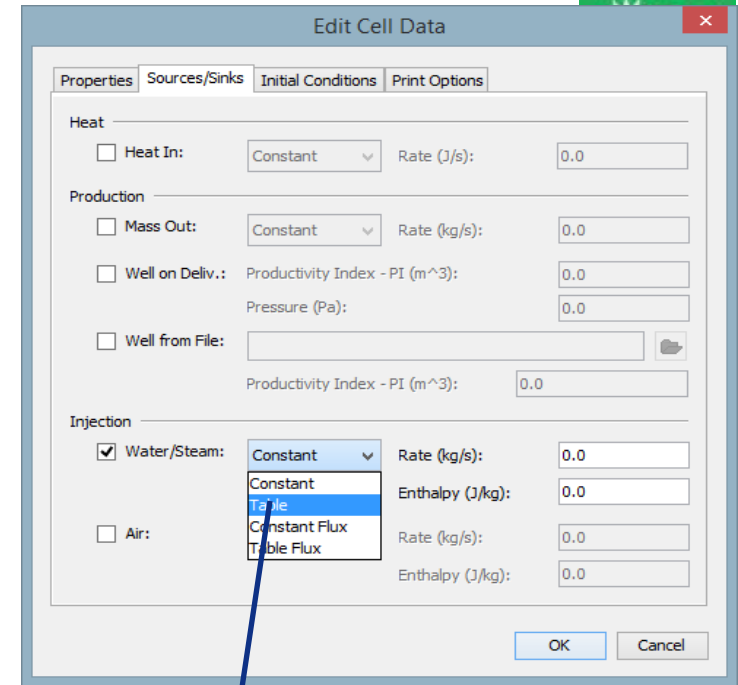 Edit Cell Data
Properties Sources/Sinks Initial Conditions Print Options
Heat
Heat In: Constant Rate (J/s): 0.0
Production
Mass Out: Constant Rate (kg/s): 0.0
Well on Deliv.: Productivity Index - PI (m^3): 0.0
Pressure (Pa): 0.0
Well from File:
Productivity Index - PI (m^3): 0.0
Injection
Water/Steam: Constant Rate (kg/s): 0.0
Constant
Enthalpy (J/kg): 0.0
Table
Constant Flux
Air: Rate (kg/s): 0.0
Table Flux
Enthalpy (J/kg): 0.0
OK Cancel